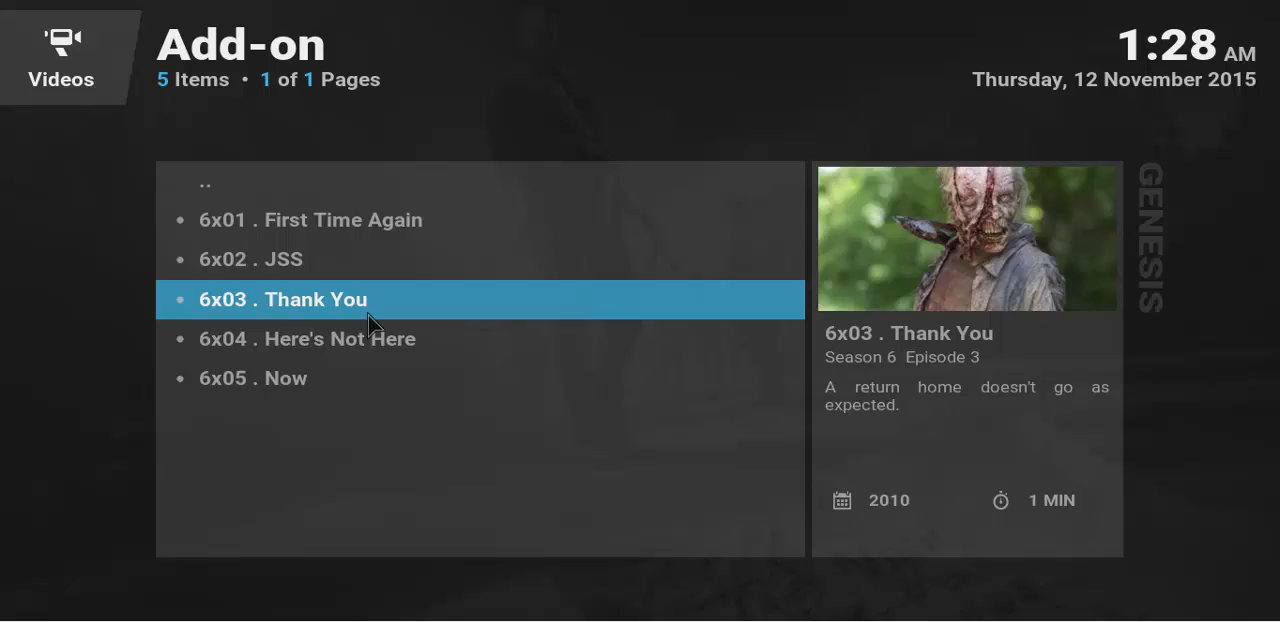 Videos
Add-on
5 Items • 1 of 1 Pages
1:28 AM
Thursday, 12 November 2015
..
• 6x01 . First Time Again
• 6x02 . JSS
• 6x03 . Thank You
• 6x04 . Here's Not Here
• 6x05 . Now
6x03 . Thank You
Season 6 Episode 3
A return home doesn't go as
expected.
2010
1 MIN
GENESIS